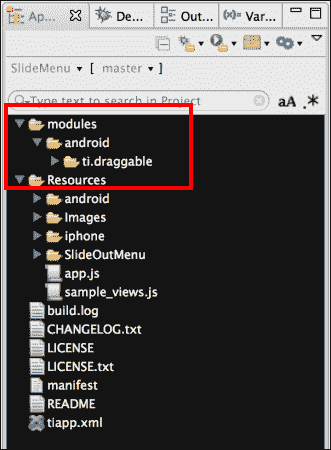 Ap... De... Out... (x)= Var...
SlideMenu ▾ [ master ▾ ]
Type text to search in Project aA .*
modules
android
ti.draggable
Resources
android
Images
iphone
SlideOutMenu
app.js
sample_views.js
build.log
CHANGELOG.txt
LICENSE
LICENSE.txt
manifest
README
tiapp.xml